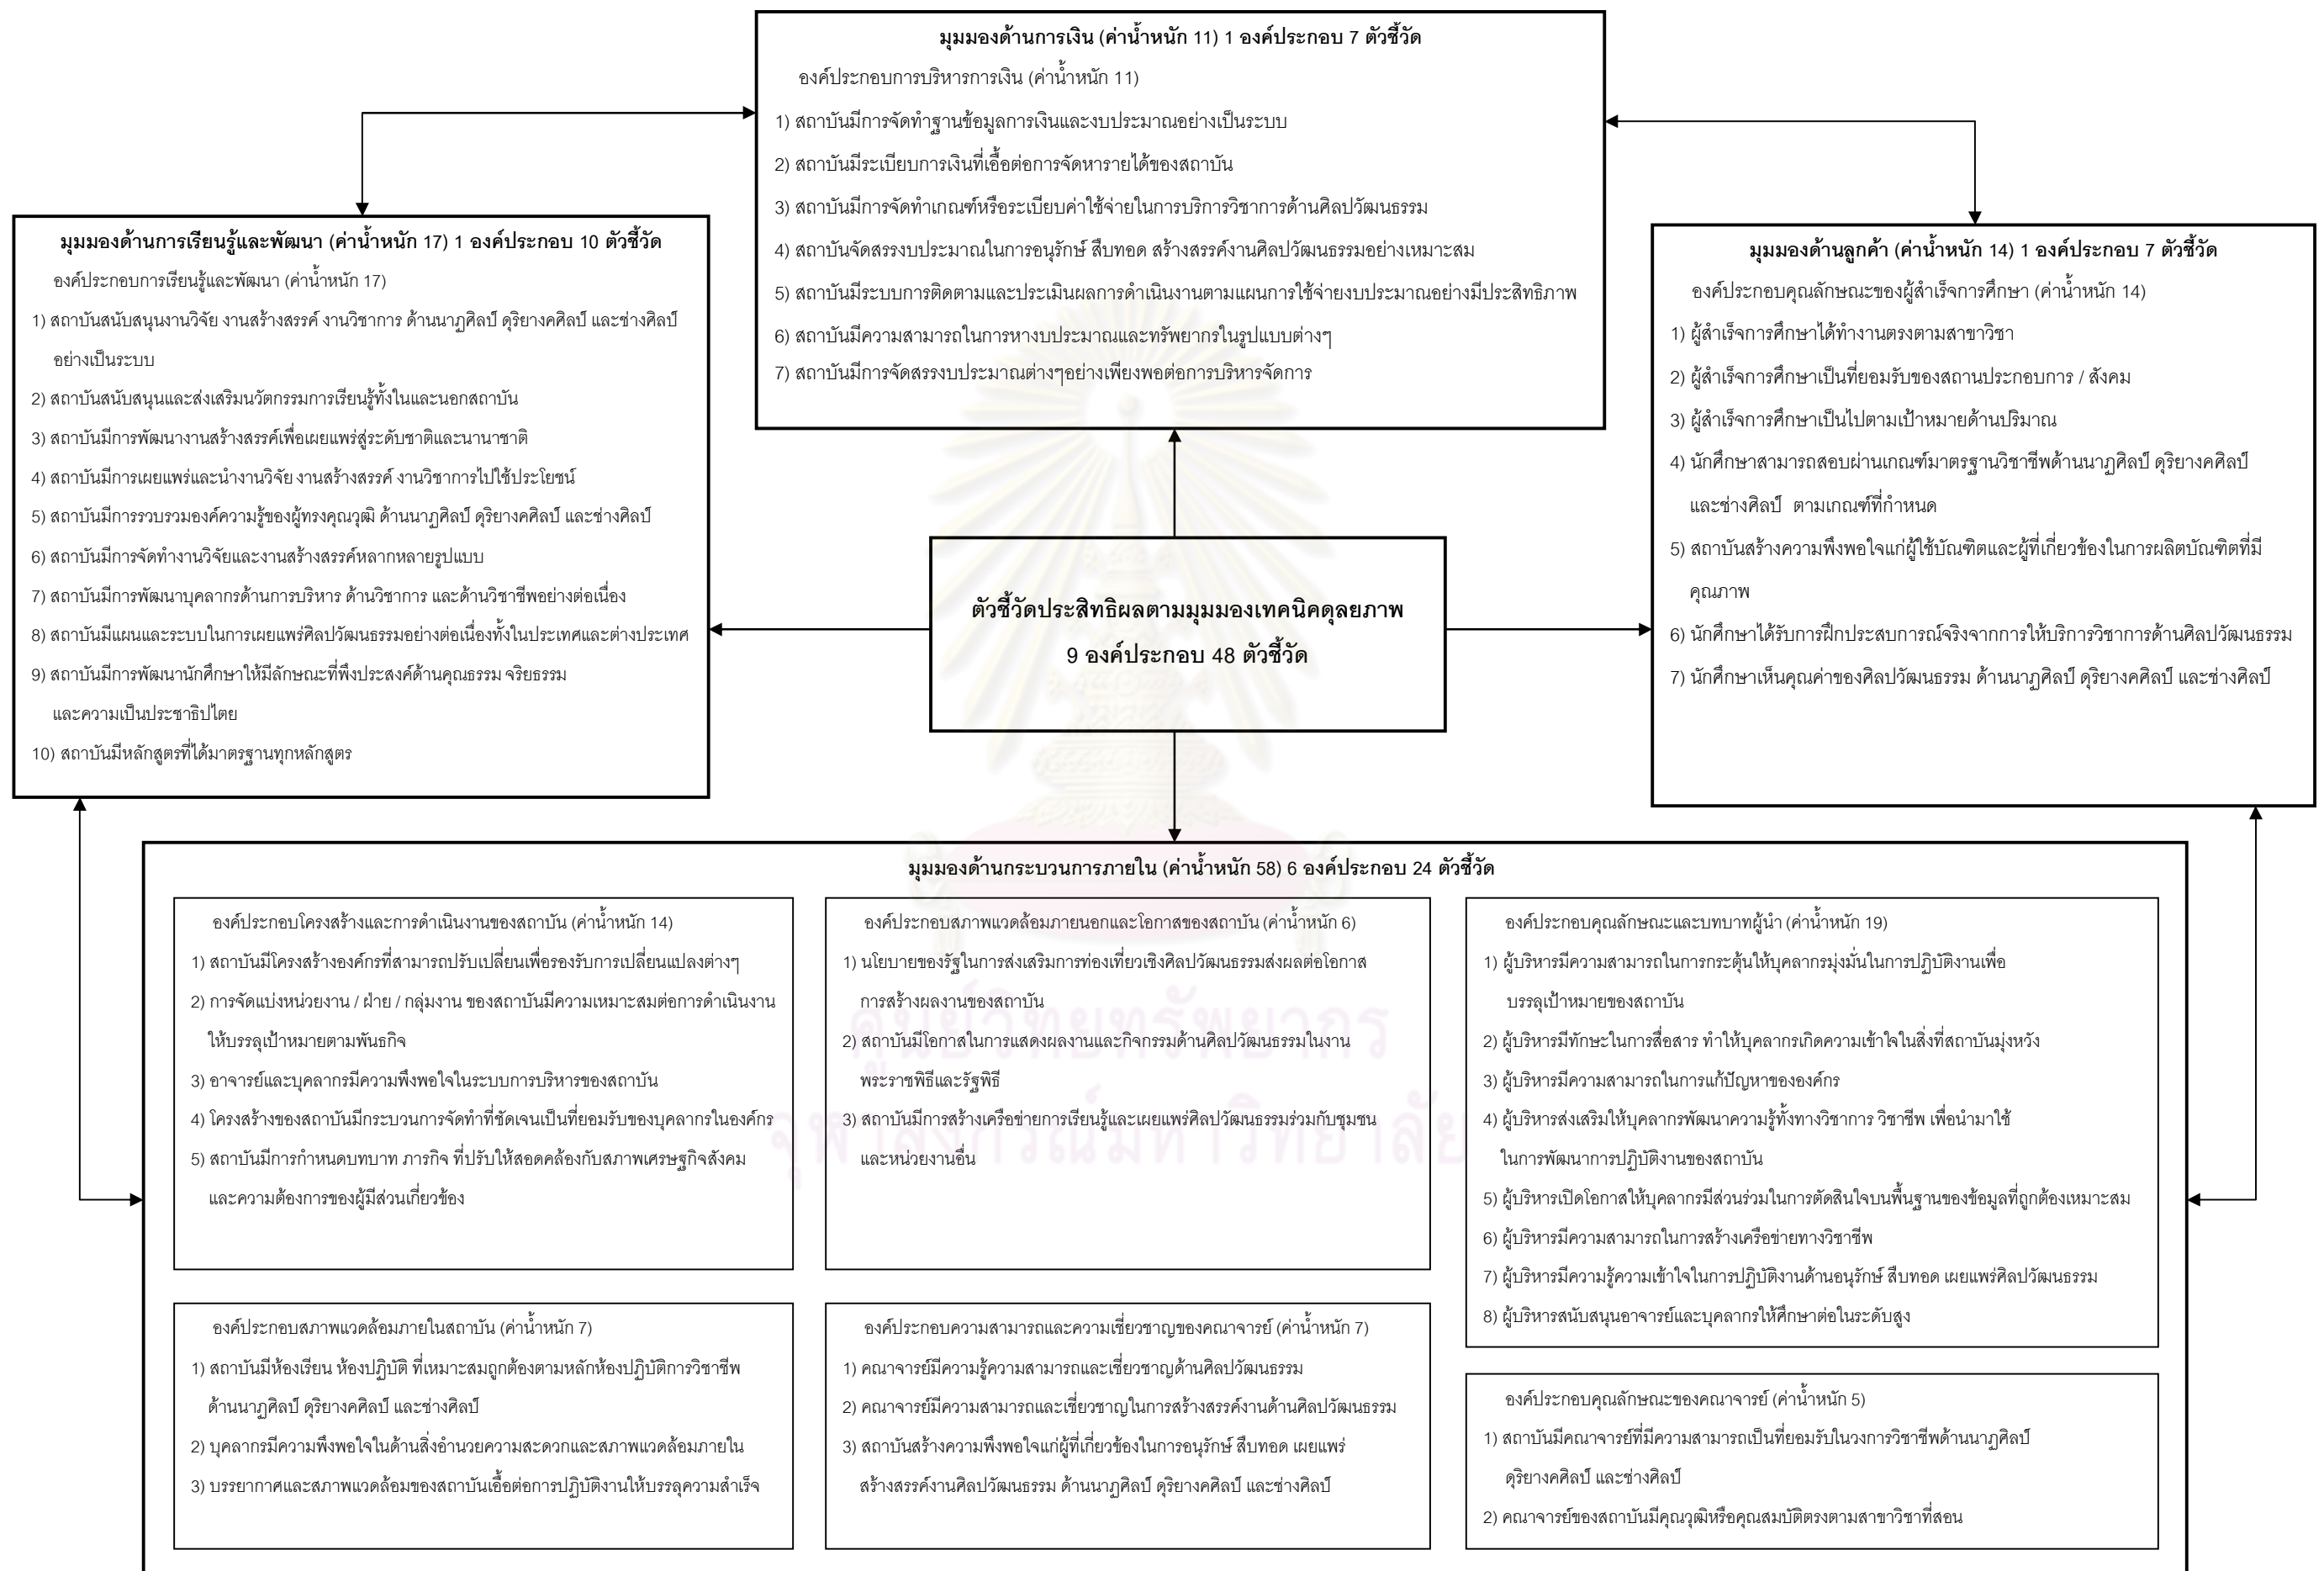 มุมมองด้านการเงิน (ค่าน้ำหนัก 11) 1 องค์ประกอบ 7 ตัวชี้วัด
องค์ประกอบการบริหารการเงิน (ค่าน้ำหนัก 11)
1) สถาบันมีการจัดทำฐานข้อมูลการเงินและงบประมาณอย่างเป็นระบบ
2) สถาบันมีระเบียบการเงินที่เอื้อต่อการจัดหารายได้ของสถาบัน
3) สถาบันมีการจัดทำเกณฑ์หรือระเบียบค่าใช้จ่ายในการบริการวิชาการด้านศิลปวัฒนธรรม
4) สถาบันจัดสรรงบประมาณในการอนุรักษ์ สืบทอด สร้างสรรค์งานศิลปวัฒนธรรมอย่างเหมาะสม
5) สถาบันมีระบบการติดตามและประเมินผลการดำเนินงานตามแผนการใช้จ่ายงบประมาณอย่างมีประสิทธิภาพ
6) สถาบันมีความสามารถในการหางบประมาณและทรัพยากรในรูปแบบต่างๆ
7) สถาบันมีการจัดสรรงบประมาณต่างๆอย่างเพียงพอต่อการบริหารจัดการ
มุมมองด้านการเรียนรู้และพัฒนา (ค่าน้ำหนัก 17) 1 องค์ประกอบ 10 ตัวชี้วัด
องค์ประกอบการเรียนรู้และพัฒนา (ค่าน้ำหนัก 17)
1) สถาบันสนับสนุนงานวิจัย งานสร้างสรรค์ งานวิชาการ ด้านนาฏศิลป์ ดุริยางคศิลป์ และช่างศิลป์
อย่างเป็นระบบ
2) สถาบันสนับสนุนและส่งเสริมนวัตกรรมการเรียนรู้ทั้งในและนอกสถาบัน
3) สถาบันมีการพัฒนางานสร้างสรรค์เพื่อเผยแพร่สู่ระดับชาติและนานาชาติ
4) สถาบันมีการเผยแพร่และนำงานวิจัย งานสร้างสรรค์ งานวิชาการไปใช้ประโยชน์
5) สถาบันมีการรวบรวมองค์ความรู้ของผู้ทรงคุณวุฒิ ด้านนาฏศิลป์ ดุริยางคศิลป์ และช่างศิลป์
6) สถาบันมีการจัดทำงานวิจัยและงานสร้างสรรค์หลากหลายรูปแบบ
7) สถาบันมีการพัฒนาบุคลากรด้านการบริหาร ด้านวิชาการ และด้านวิชาชีพอย่างต่อเนื่อง
8) สถาบันมีแผนและระบบในการเผยแพร่ศิลปวัฒนธรรมอย่างต่อเนื่องทั้งในประเทศและต่างประเทศ
9) สถาบันมีการพัฒนานักศึกษาให้มีลักษณะที่พึงประสงค์ด้านคุณธรรม จริยธรรม
และความเป็นประชาธิปไตย
10) สถาบันมีหลักสูตรที่ได้มาตรฐานทุกหลักสูตร
มุมมองด้านลูกค้า (ค่าน้ำหนัก 14) 1 องค์ประกอบ 7 ตัวชี้วัด
องค์ประกอบคุณลักษณะของผู้สำเร็จการศึกษา (ค่าน้ำหนัก 14)
1) ผู้สำเร็จการศึกษาได้ทำงานตรงตามสาขาวิชา
2) ผู้สำเร็จการศึกษาเป็นที่ยอมรับของสถานประกอบการ / สังคม
3) ผู้สำเร็จการศึกษาเป็นไปตามเป้าหมายด้านปริมาณ
4) นักศึกษาสามารถสอบผ่านเกณฑ์มาตรฐานวิชาชีพด้านนาฏศิลป์ ดุริยางคศิลป์
และช่างศิลป์ ตามเกณฑ์ที่กำหนด
5) สถาบันสร้างความพึงพอใจแก่ผู้ใช้บัณฑิตและผู้ที่เกี่ยวข้องในการผลิตบัณฑิตที่มี
คุณภาพ
6) นักศึกษาได้รับการฝึกประสบการณ์จริงจากการให้บริการวิชาการด้านศิลปวัฒนธรรม
7) นักศึกษาเห็นคุณค่าของศิลปวัฒนธรรม ด้านนาฏศิลป์ ดุริยางคศิลป์ และช่างศิลป์
ตัวชี้วัดประสิทธิผลตามมุมมองเทคนิคดุลยภาพ
9 องค์ประกอบ 48 ตัวชี้วัด
มุมมองด้านกระบวนการภายใน (ค่าน้ำหนัก 58) 6 องค์ประกอบ 24 ตัวชี้วัด
องค์ประกอบโครงสร้างและการดำเนินงานของสถาบัน (ค่าน้ำหนัก 14)
1) สถาบันมีโครงสร้างองค์กรที่สามารถปรับเปลี่ยนเพื่อรองรับการเปลี่ยนแปลงต่างๆ
2) การจัดแบ่งหน่วยงาน / ฝ่าย / กลุ่มงาน ของสถาบันมีความเหมาะสมต่อการดำเนินงาน
ให้บรรลุเป้าหมายตามพันธกิจ
3) อาจารย์และบุคลากรมีความพึงพอใจในระบบการบริหารของสถาบัน
4) โครงสร้างของสถาบันมีกระบวนการจัดทำที่ชัดเจนเป็นที่ยอมรับของบุคลากรในองค์กร
5) สถาบันมีการกำหนดบทบาท ภารกิจ ที่ปรับให้สอดคล้องกับสภาพเศรษฐกิจสังคม
และความต้องการของผู้มีส่วนเกี่ยวข้อง
องค์ประกอบสภาพแวดล้อมภายนอกและโอกาสของสถาบัน (ค่าน้ำหนัก 6)
1) นโยบายของรัฐในการส่งเสริมการท่องเที่ยวเชิงศิลปวัฒนธรรมส่งผลต่อโอกาส
การสร้างผลงานของสถาบัน
2) สถาบันมีโอกาสในการแสดงผลงานและกิจกรรมด้านศิลปวัฒนธรรมในงาน
พระราชพิธีและรัฐพิธี
3) สถาบันมีการสร้างเครือข่ายการเรียนรู้และเผยแพร่ศิลปวัฒนธรรมร่วมกับชุมชน
และหน่วยงานอื่น
องค์ประกอบคุณลักษณะและบทบาทผู้นำ (ค่าน้ำหนัก 19)
1) ผู้บริหารมีความสามารถในการกระตุ้นให้บุคลากรมุ่งมั่นในการปฏิบัติงานเพื่อ
บรรลุเป้าหมายของสถาบัน
2) ผู้บริหารมีทักษะในการสื่อสาร ทำให้บุคลากรเกิดความเข้าใจในสิ่งที่สถาบันมุ่งหวัง
3) ผู้บริหารมีความสามารถในการแก้ปัญหาขององค์กร
4) ผู้บริหารส่งเสริมให้บุคลากรพัฒนาความรู้ทั้งทางวิชาการ วิชาชีพ เพื่อนำมาใช้
ในการพัฒนาการปฏิบัติงานของสถาบัน
5) ผู้บริหารเปิดโอกาสให้บุคลากรมีส่วนร่วมในการตัดสินใจบนพื้นฐานของข้อมูลที่ถูกต้องเหมาะสม
6) ผู้บริหารมีความสามารถในการสร้างเครือข่ายทางวิชาชีพ
7) ผู้บริหารมีความรู้ความเข้าใจในการปฏิบัติงานด้านอนุรักษ์ สืบทอด เผยแพร่ศิลปวัฒนธรรม
8) ผู้บริหารสนับสนุนอาจารย์และบุคลากรให้ศึกษาต่อในระดับสูง
องค์ประกอบสภาพแวดล้อมภายในสถาบัน (ค่าน้ำหนัก 7)
1) สถาบันมีห้องเรียน ห้องปฏิบัติ ที่เหมาะสมถูกต้องตามหลักห้องปฏิบัติการวิชาชีพ
ด้านนาฏศิลป์ ดุริยางคศิลป์ และช่างศิลป์
2) บุคลากรมีความพึงพอใจในด้านสิ่งอำนวยความสะดวกและสภาพแวดล้อมภายใน
3) บรรยากาศและสภาพแวดล้อมของสถาบันเอื้อต่อการปฏิบัติงานให้บรรลุความสำเร็จ
องค์ประกอบความสามารถและความเชี่ยวชาญของคณาจารย์ (ค่าน้ำหนัก 7)
1) คณาจารย์มีความรู้ความสามารถและเชี่ยวชาญด้านศิลปวัฒนธรรม
2) คณาจารย์มีความสามารถและเชี่ยวชาญในการสร้างสรรค์งานด้านศิลปวัฒนธรรม
3) สถาบันสร้างความพึงพอใจแก่ผู้ที่เกี่ยวข้องในการอนุรักษ์ สืบทอด เผยแพร่
สร้างสรรค์งานศิลปวัฒนธรรม ด้านนาฏศิลป์ ดุริยางคศิลป์ และช่างศิลป์
องค์ประกอบคุณลักษณะของคณาจารย์ (ค่าน้ำหนัก 5)
1) สถาบันมีคณาจารย์ที่มีความสามารถเป็นที่ยอมรับในวงการวิชาชีพด้านนาฏศิลป์
ดุริยางคศิลป์ และช่างศิลป์
2) คณาจารย์ของสถาบันมีคุณวุฒิหรือคุณสมบัติตรงตามสาขาวิชาที่สอน
ศูนย์วิทยทรัพยากร
จุฬาลงกรณ์มหาวิทยาลัย